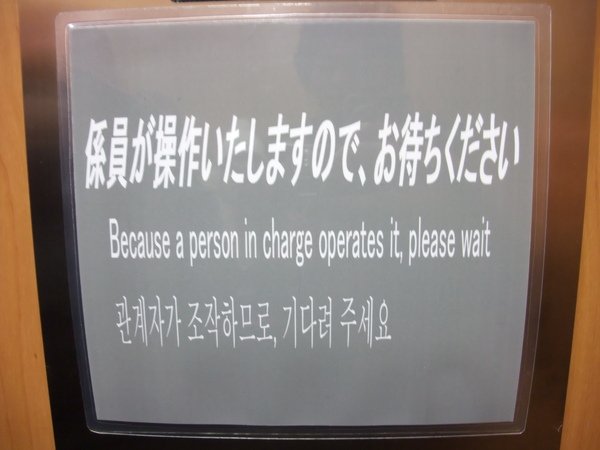 係員が操作いたしますので、お待ちください
Because a person in charge operates it, please wait
관계자가 조작하므로, 기다려 주세요